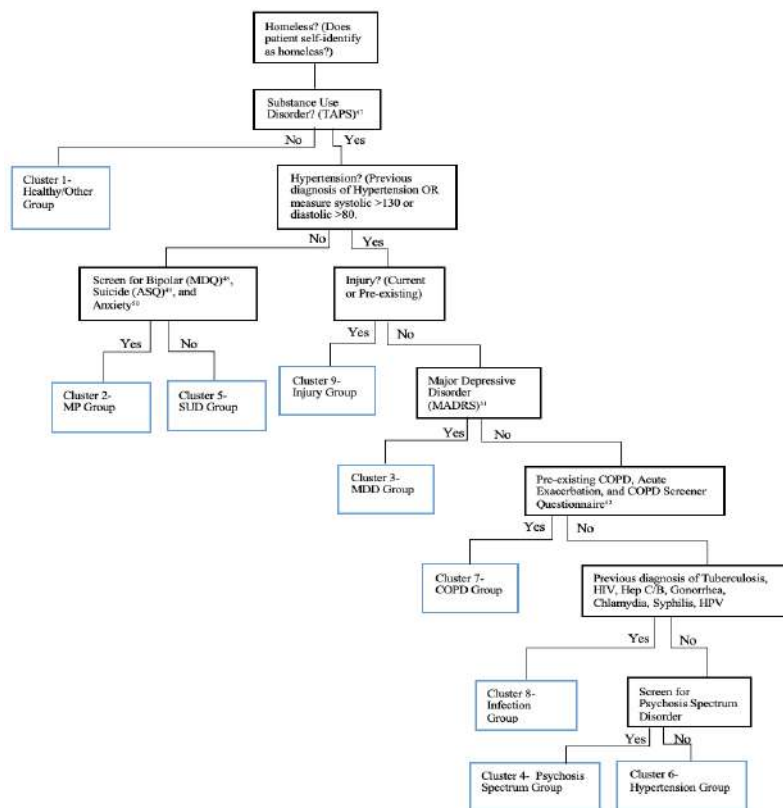 Homeless? (Does
patient self-identify
as homeless?)
Substance Use
Disorder? (TAPS)⁴⁷
No
Yes
Cluster 1-
Healthy/Other
Group
Hypertension? (Previous
diagnosis of Hypertension OR
measure systolic >130 or
diastolic >80.
No
Yes
Screen for Bipolar (MDQ)
Suicide (ASQ)
, and
Anxiety⁵⁰
Injury? (Current
or Pre-existing)
Yes
No
Yes
No
Cluster 2-
MP Group
Cluster 5-
SUD Group
Cluster 9-
Injury Group
Major Depressive
Disorder
(MADRS)
Yes
No
Cluster 3-
MDD Group
Pre-existing COPD, Acute
Exacerbation, and COPD Screener
Questionnaire
Yes
No
Cluster 7-
COPD Group
Previous diagnosis of Tuberculosis,
HIV, Hep C/B, Gonorrhea,
Chlamydia, Syphilis, HPV
Yes
No
Cluster 8-
Infection
Group
Screen for
Psychosis Spectrum
Disorder
Yes
No
Cluster 4- Psychosis
Spectrum Group
Cluster 6-
Hypertension Group